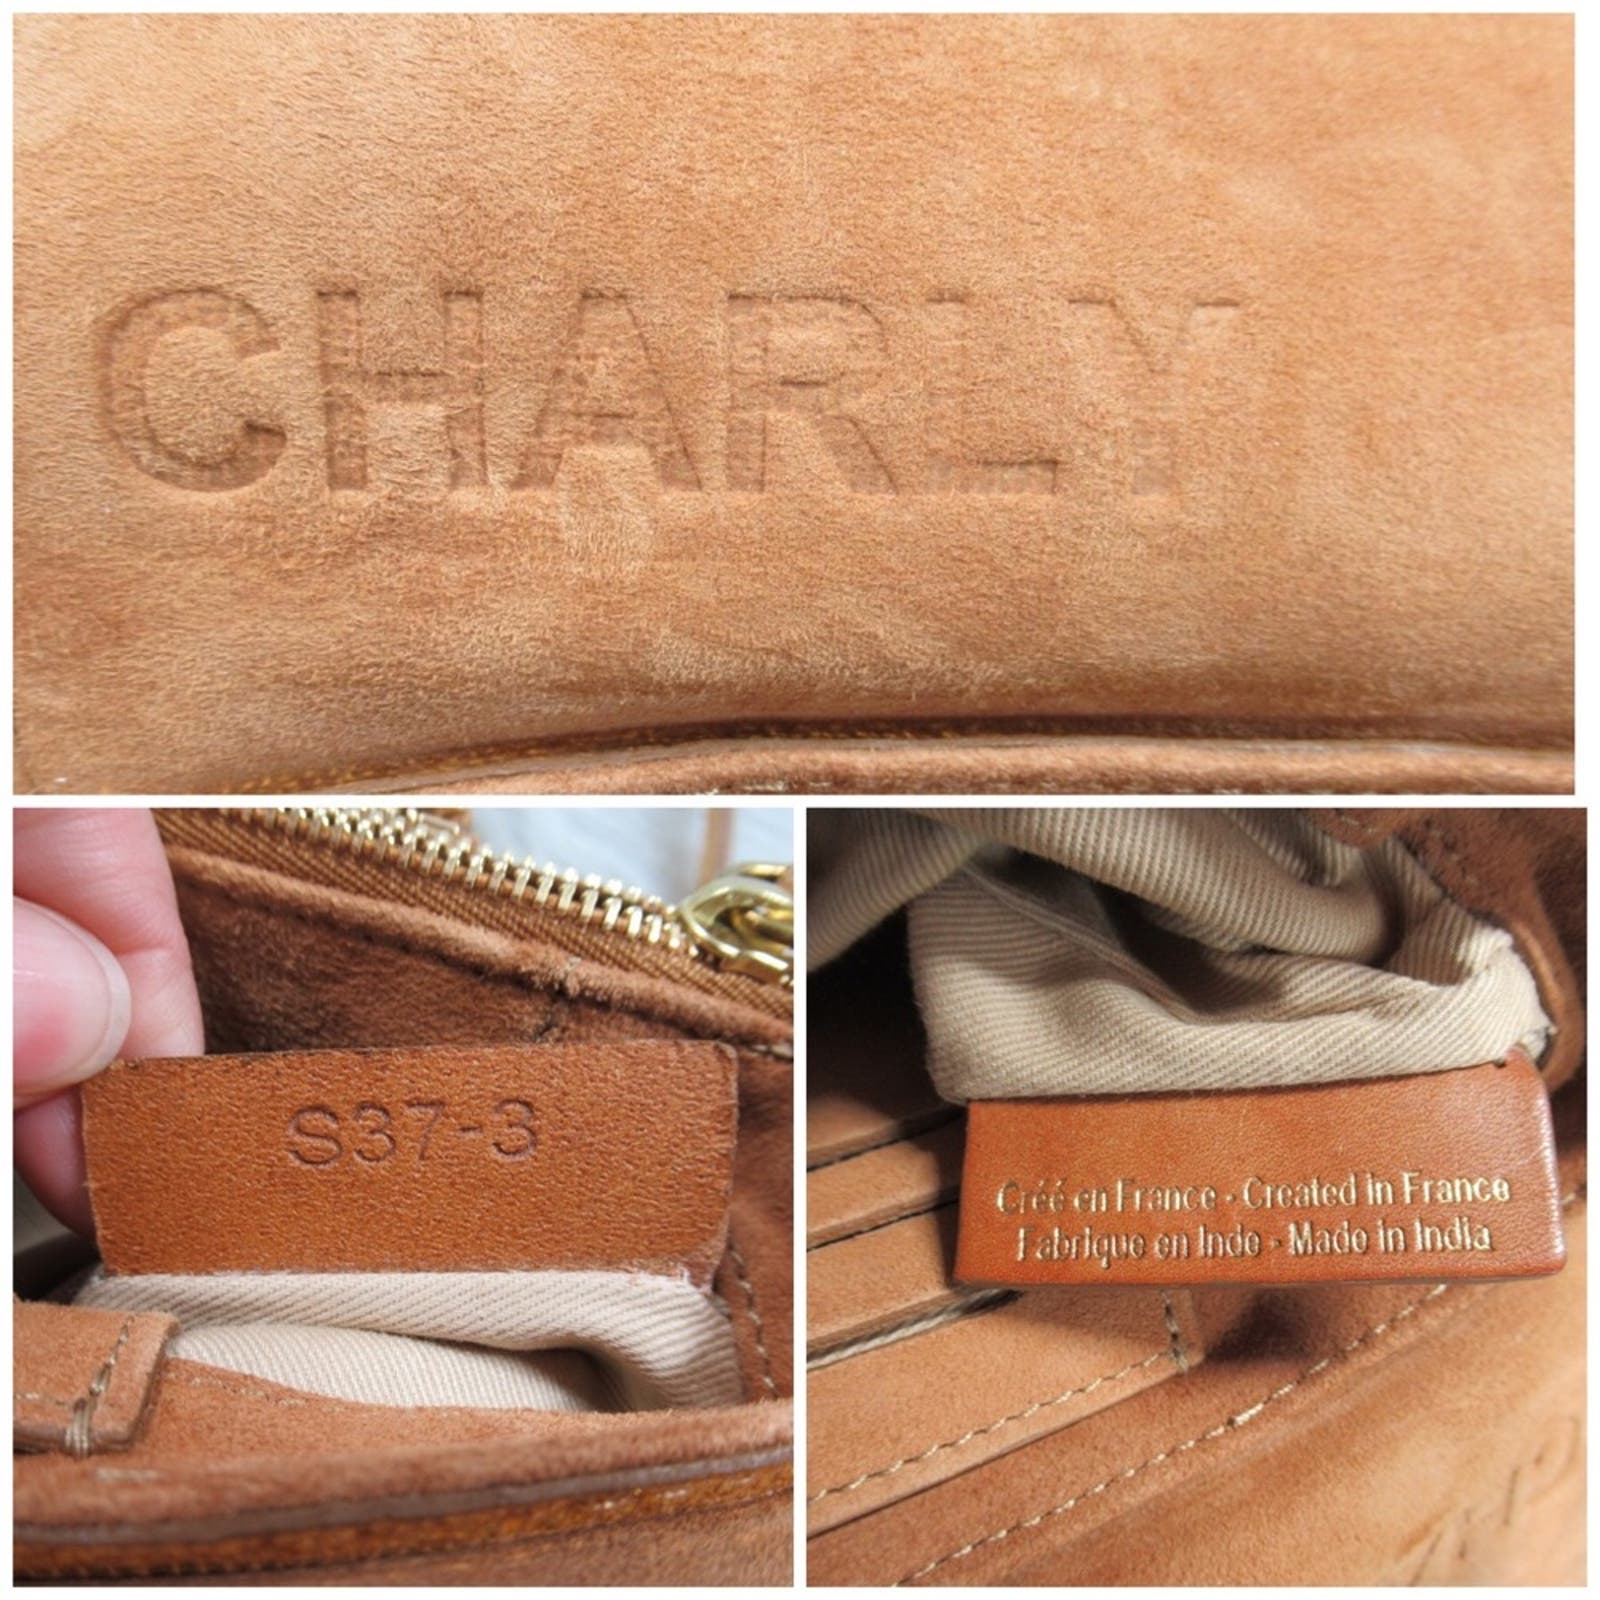 CHARLY
S37-3
Créé en France - Created in France
Fabrique en Inde - Made in India